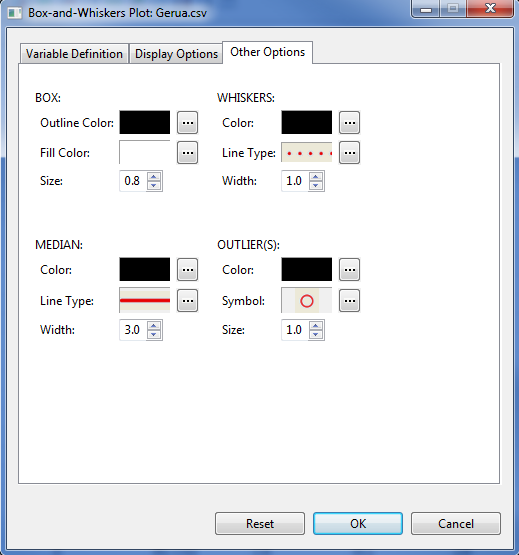 Box-and-Whiskers Plot: Gerua.csv
Variable Definition Display Options Other Options
BOX: WHISKERS:
Outline Color: ... Color: ...
Fill Color: ... Line Type: ...
Size: 0.8 Width: 1.0
MEDIAN: OUTLIER(S):
Color: ... Color: ...
Line Type: ... Symbol: ...
Width: 3.0 Size: 1.0
Reset OK Cancel